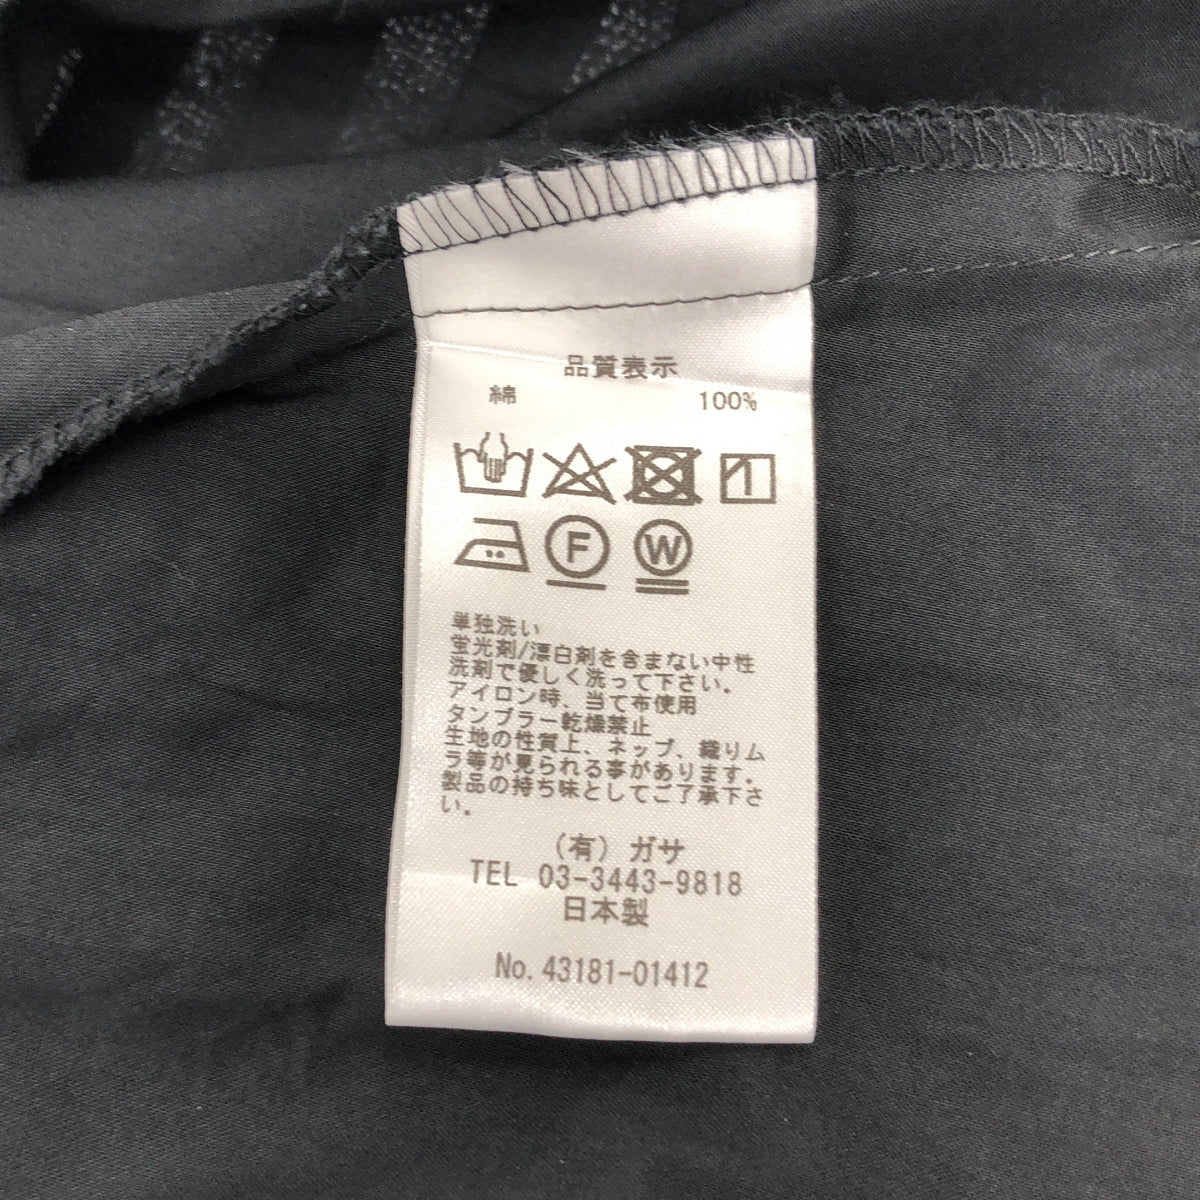 品質表示
綿 100%
F W
単独洗い
蛍光剤/漂白剤を含まない中性
洗剤で優しく洗って下さい。
アイロン時、当て布使用
タンブラー乾燥禁止
生地の性質上、ネップ、織りム
ラ等が見られる事があります。
製品の持ち味としてご了承下さ
い。
(有) ガサ
TEL 03-3443-9818
日本製
No. 43181-01412